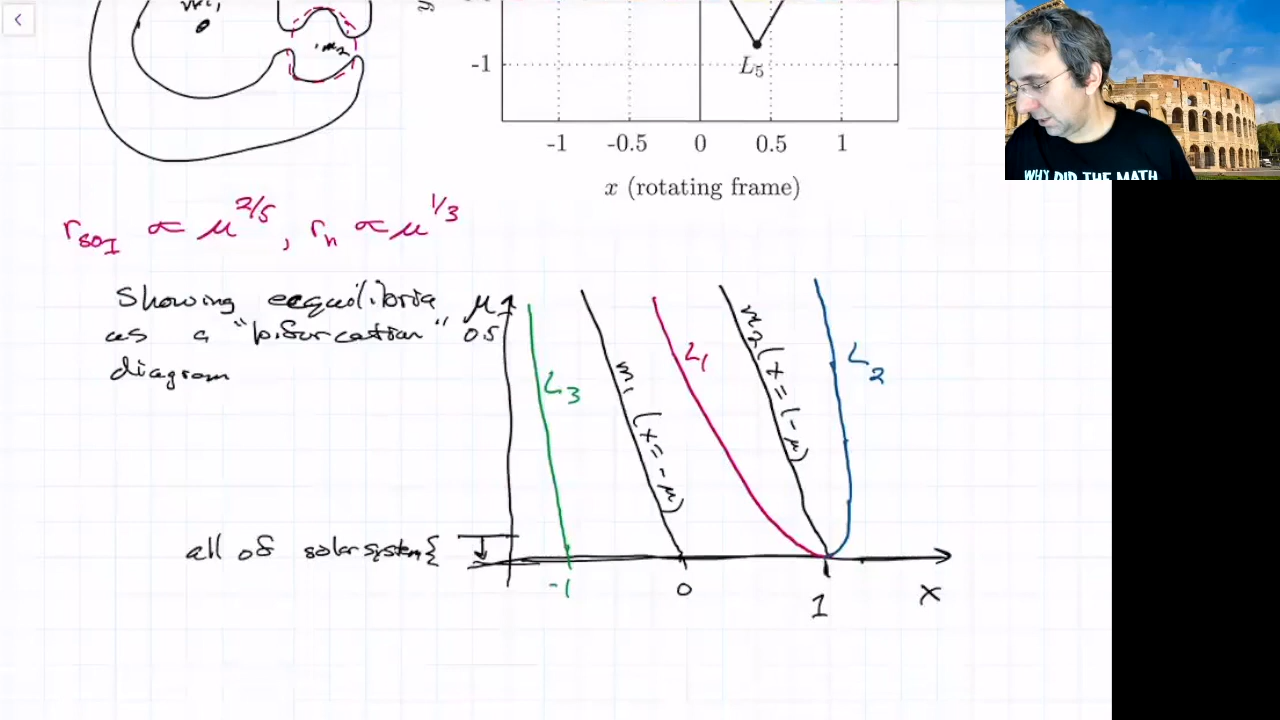 m₁
m₂
y
-1
L₅
-1 -0.5 0 0.5 1
x (rotating frame)
WHY DID THE MATH
r_SOI ∝ μ^2/5, r_h ∝ μ^1/3
Showing eequilibria
as a "bifurcation"
diagram
μ
0.5
L₃
m₁ (x=-μ)
L₁
m₂ (x=1-μ)
L₂
all of solar system{
-1 0 1 x